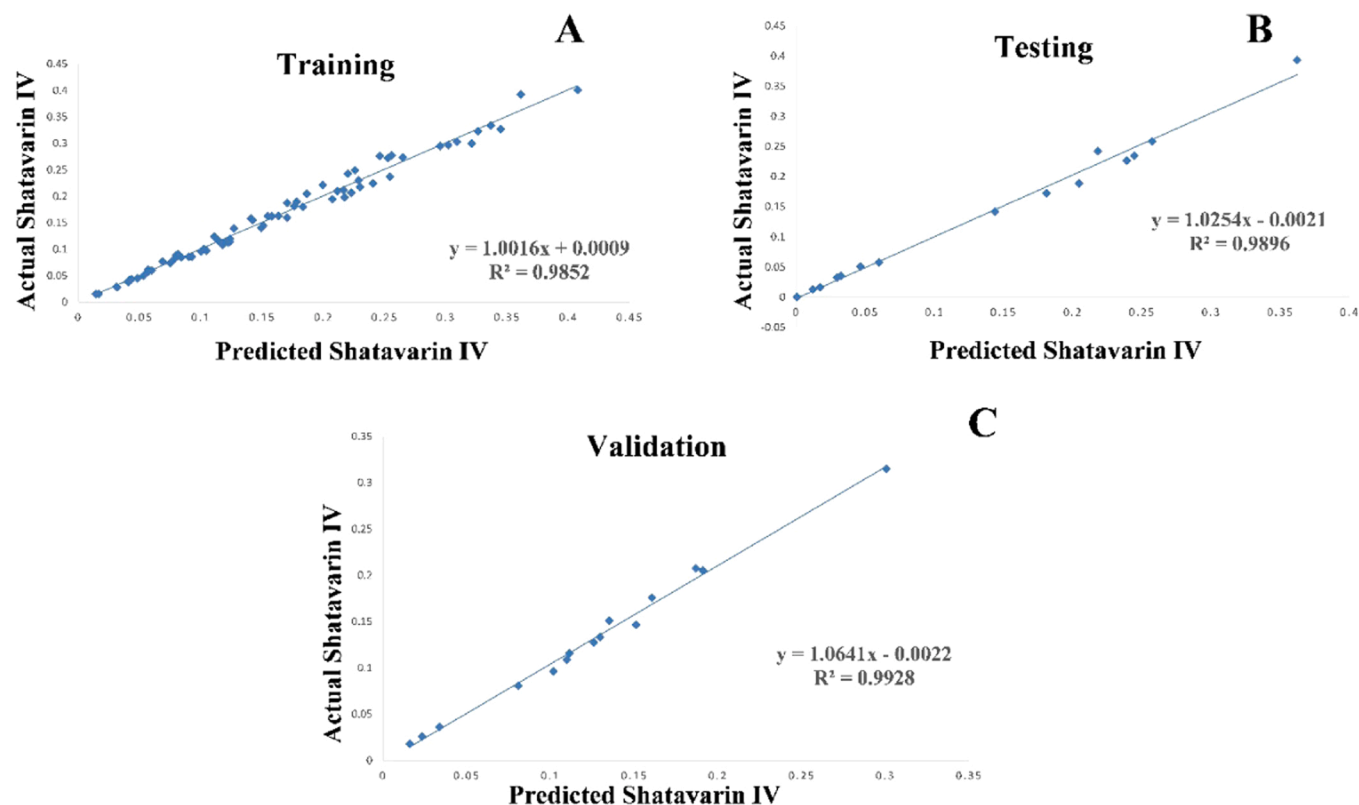 A
Training
Actual Shatavarin IV
0.45
0.4
0.35
0.3
0.25
0.2
0.15
0.1
0.05
0
y = 1.0016x + 0.0009
R² = 0.9852
0 0.05 0.1 0.15 0.2 0.25 0.3 0.35 0.4 0.45
Predicted Shatavarin IV
B
Testing
Actual Shatavarin IV
0.45
0.4
0.35
0.3
0.25
0.2
0.15
0.1
0.05
0
-0.05
y = 1.0254x - 0.0021
R² = 0.9896
0 0.05 0.1 0.15 0.2 0.25 0.3 0.35 0.4
Predicted Shatavarin IV
C
Validation
Actual Shatavarin IV
0.35
0.3
0.25
0.2
0.15
0.1
0.05
0
y = 1.0641x - 0.0022
R² = 0.9928
0 0.05 0.1 0.15 0.2 0.25 0.3 0.35
Predicted Shatavarin IV